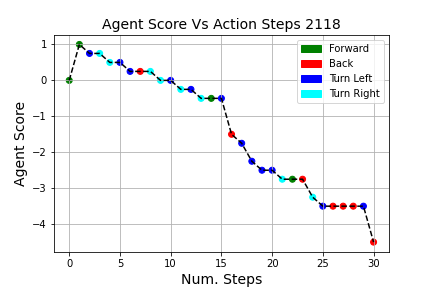 Agent Score Vs Action Steps 2118
Agent Score
1
0
−1
−2
−3
−4
Forward
Back
Turn Left
Turn Right
0 5 10 15 20 25 30
Num. Steps